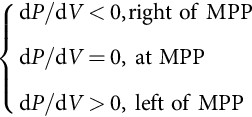 dP/dV < 0,right of MPP
dP/dV = 0, at MPP
dP/dV > 0, left of MPP